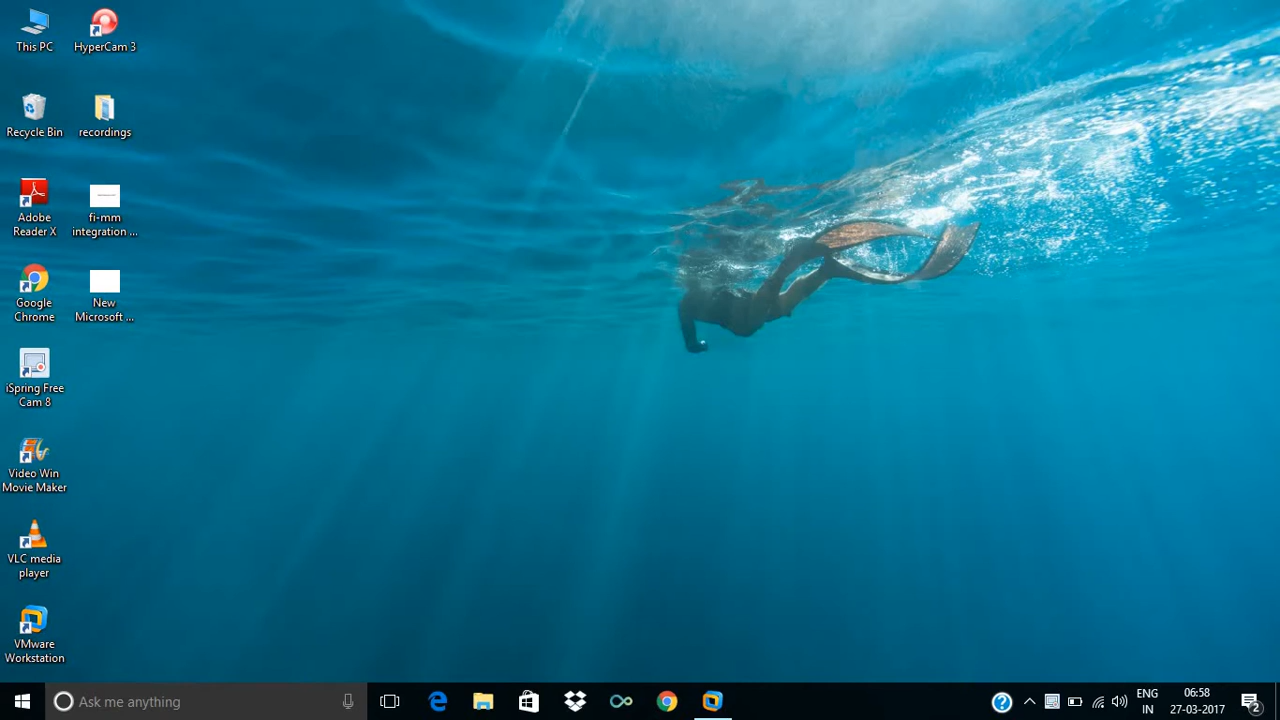 This PC
HyperCam 3
Recycle Bin
recordings
Adobe
Reader X
fi-mm
integration ...
Google
Chrome
New
Microsoft ...
iSpring Free
Cam 8
Video Win
Movie Maker
VLC media
player
VMware
Workstation
Ask me anything
ENG
IN
06:58
27-03-2017
2